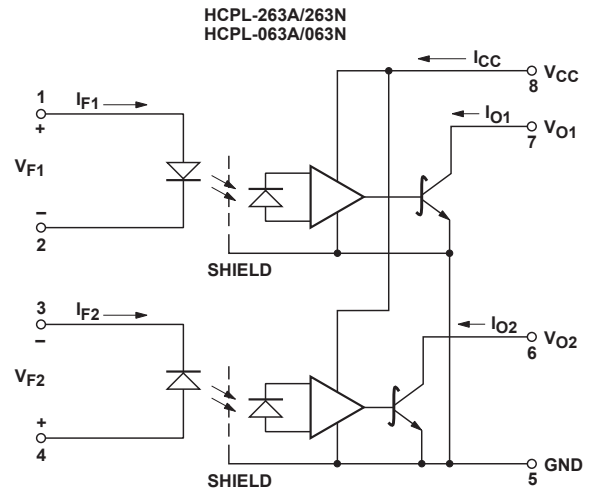 HCPL-263A/263N
HCPL-063A/063N
ICC
8 VCC
IO1
7 VO1
1 IF1
+
VF1
–
2
SHIELD
3 IF2
–
VF2
+
4
IO2
6 VO2
SHIELD
5 GND